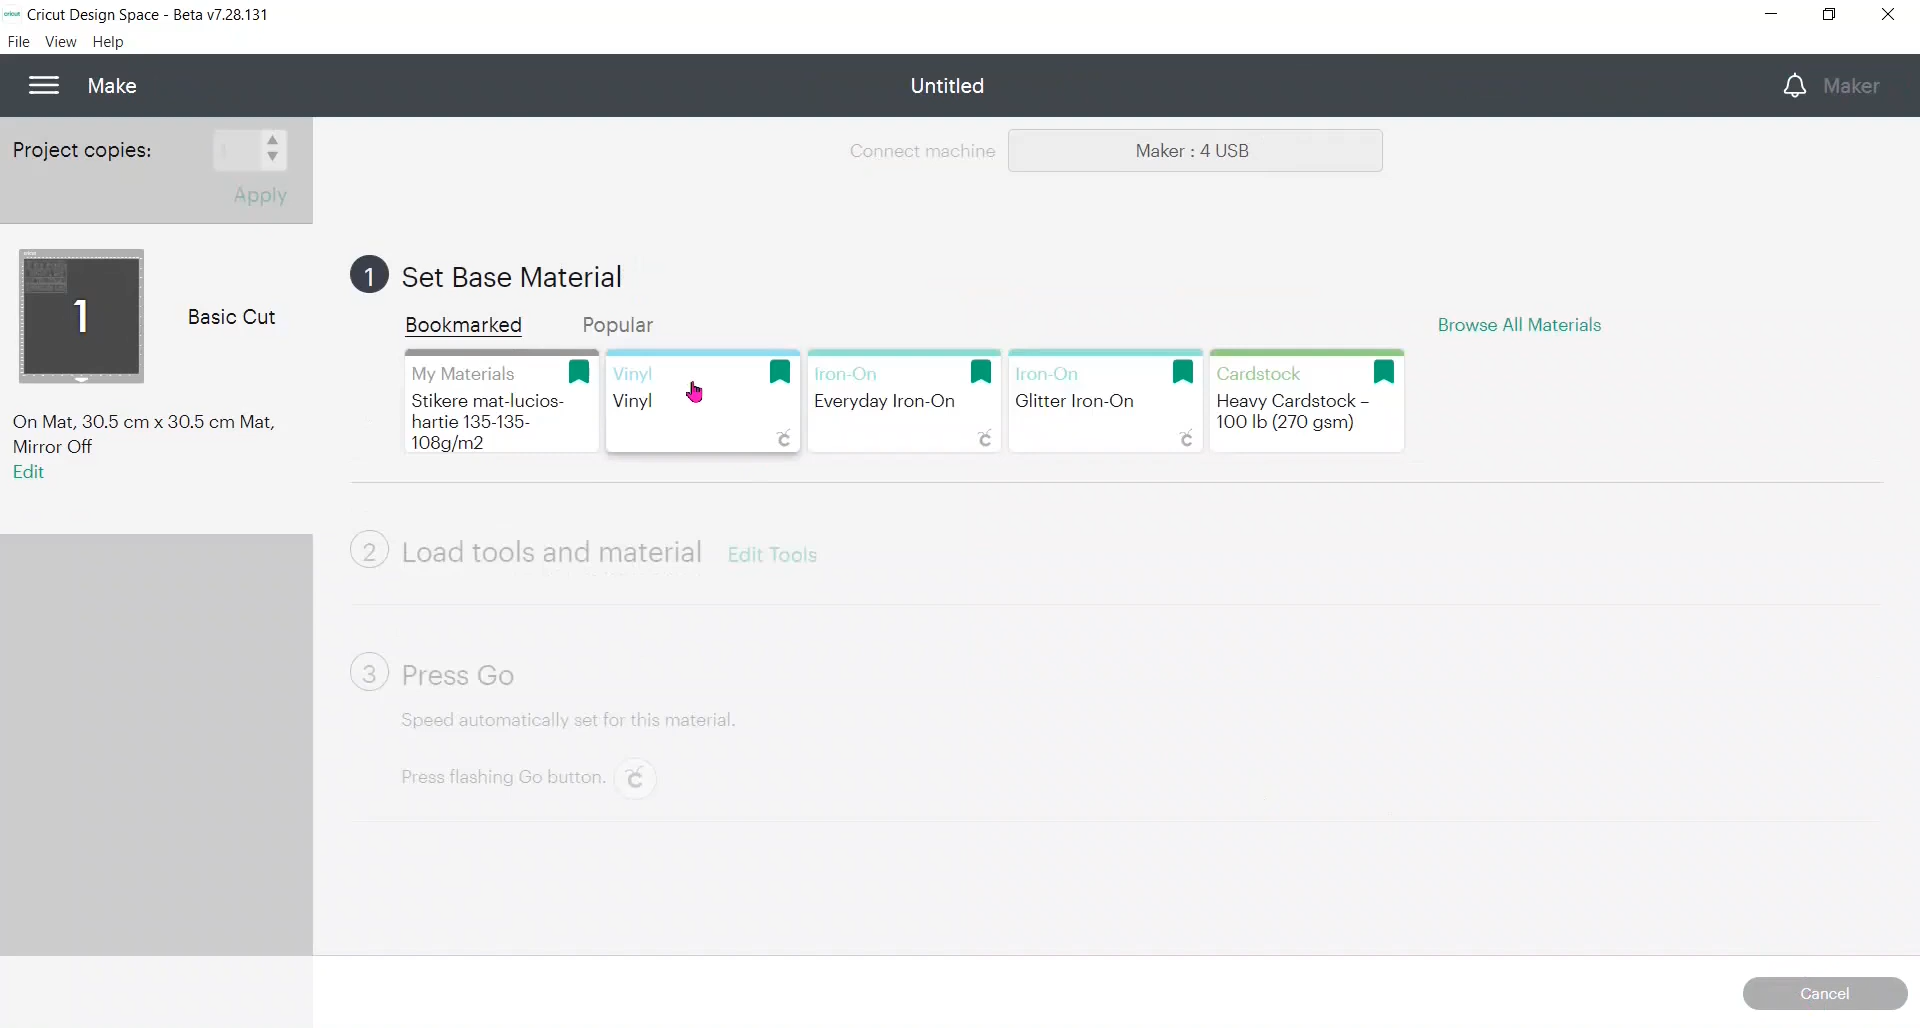 Cricut Design Space - Beta v7.28.131
File View Help
Make
Untitled
Maker
Project copies:
Apply
Connect machine
Maker : 4 USB
1
Basic Cut
On Mat, 30.5 cm x 30.5 cm Mat,
Mirror Off
Edit
1 Set Base Material
Bookmarked Popular
Browse All Materials
My Materials
Stikere mat-lucios-
hartie 135-135-
108g/m2
Vinyl
Vinyl
Iron-On
Everyday Iron-On
Iron-On
Glitter Iron-On
Cardstock
Heavy Cardstock –
100 lb (270 gsm)
2 Load tools and material Edit Tools
3 Press Go
Speed automatically set for this material.
Press flashing Go button.
Cancel